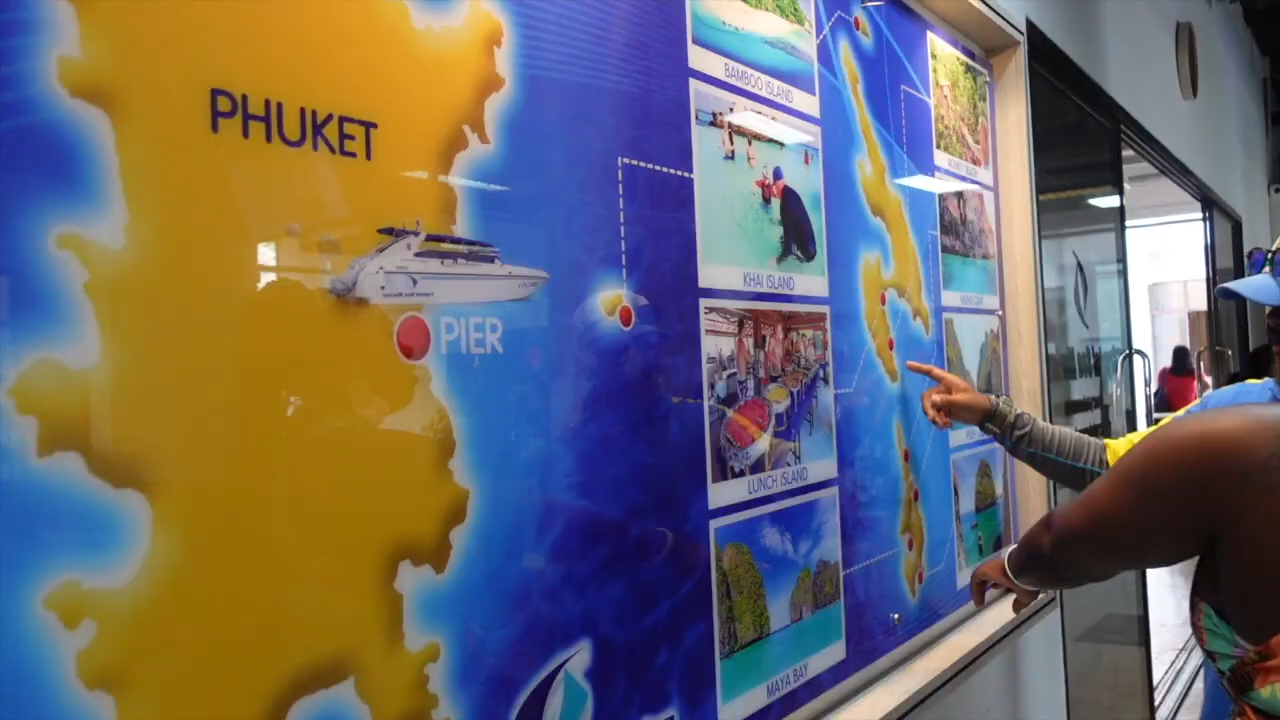 PHUKET
PIER
BAMBOO ISLAND
KHAI ISLAND
LUNCH ISLAND
MAYA BAY